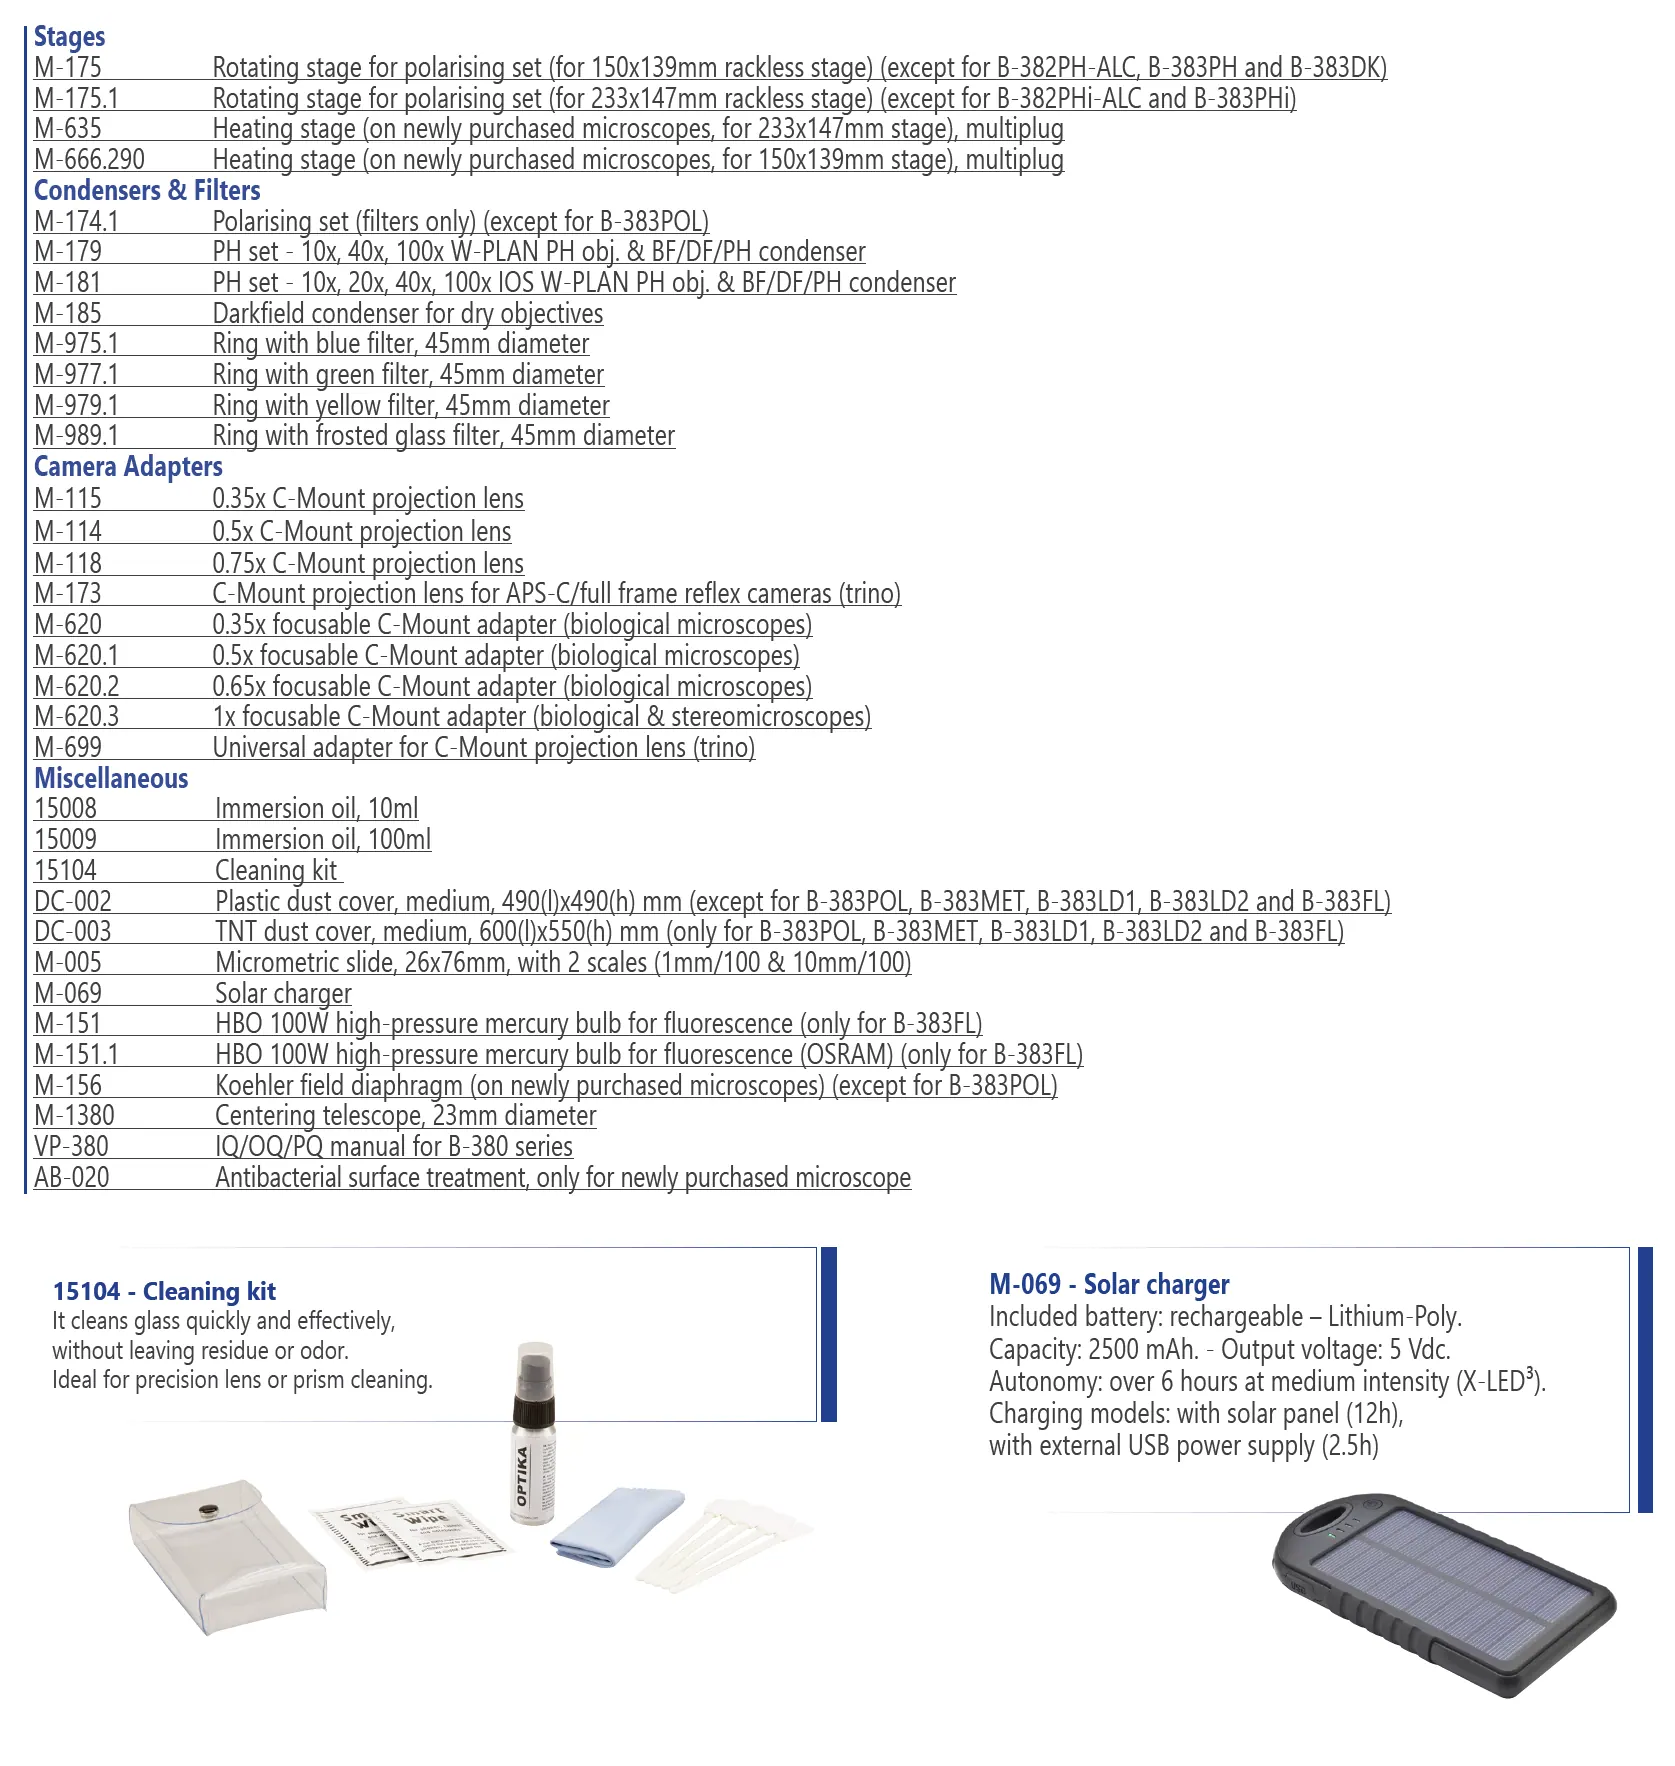 Stages
M-175 Rotating stage for polarising set (for 150x139mm rackless stage) (except for B-382PH-ALC, B-383PH and B-383DK)
M-175.1 Rotating stage for polarising set (for 233x147mm rackless stage) (except for B-382PHi-ALC and B-383PHi)
M-635 Heating stage (on newly purchased microscopes, for 233x147mm stage), multiplug
M-666.290 Heating stage (on newly purchased microscopes, for 150x139mm stage), multiplug
Condensers & Filters
M-174.1 Polarising set (filters only) (except for B-383POL)
M-179 PH set - 10x, 40x, 100x W-PLAN PH obj. & BF/DF/PH condenser
M-181 PH set - 10x, 20x, 40x, 100x IOS W-PLAN PH obj. & BF/DF/PH condenser
M-185 Darkfield condenser for dry objectives
M-975.1 Ring with blue filter, 45mm diameter
M-977.1 Ring with green filter, 45mm diameter
M-979.1 Ring with yellow filter, 45mm diameter
M-989.1 Ring with frosted glass filter, 45mm diameter
Camera Adapters
M-115 0.35x C-Mount projection lens
M-114 0.5x C-Mount projection lens
M-118 0.75x C-Mount projection lens
M-173 C-Mount projection lens for APS-C/full frame reflex cameras (trino)
M-620 0.35x focusable C-Mount adapter (biological microscopes)
M-620.1 0.5x focusable C-Mount adapter (biological microscopes)
M-620.2 0.65x focusable C-Mount adapter (biological microscopes)
M-620.3 1x focusable C-Mount adapter (biological & stereomicroscopes)
M-699 Universal adapter for C-Mount projection lens (trino)
Miscellaneous
15008 Immersion oil, 10ml
15009 Immersion oil, 100ml
15104 Cleaning kit
DC-002 Plastic dust cover, medium, 490(l)x490(h) mm (except for B-383POL, B-383MET, B-383LD1, B-383LD2 and B-383FL)
DC-003 TNT dust cover, medium, 600(l)x550(h) mm (only for B-383POL, B-383MET, B-383LD1, B-383LD2 and B-383FL)
M-005 Micrometric slide, 26x76mm, with 2 scales (1mm/100 & 10mm/100)
M-069 Solar charger
M-151 HBO 100W high-pressure mercury bulb for fluorescence (only for B-383FL)
M-151.1 HBO 100W high-pressure mercury bulb for fluorescence (OSRAM) (only for B-383FL)
M-156 Koehler field diaphragm (on newly purchased microscopes) (except for B-383POL)
M-1380 Centering telescope, 23mm diameter
VP-380 IQ/OQ/PQ manual for B-380 series
AB-020 Antibacterial surface treatment, only for newly purchased microscope
15104 - Cleaning kit
It cleans glass quickly and effectively,
without leaving residue or odor.
Ideal for precision lens or prism cleaning.
M-069 - Solar charger
Included battery: rechargeable – Lithium-Poly.
Capacity: 2500 mAh. - Output voltage: 5 Vdc.
Autonomy: over 6 hours at medium intensity (X-LED³).
Charging models: with solar panel (12h),
with external USB power supply (2.5h)
OPTIKA
Smart
Wipe